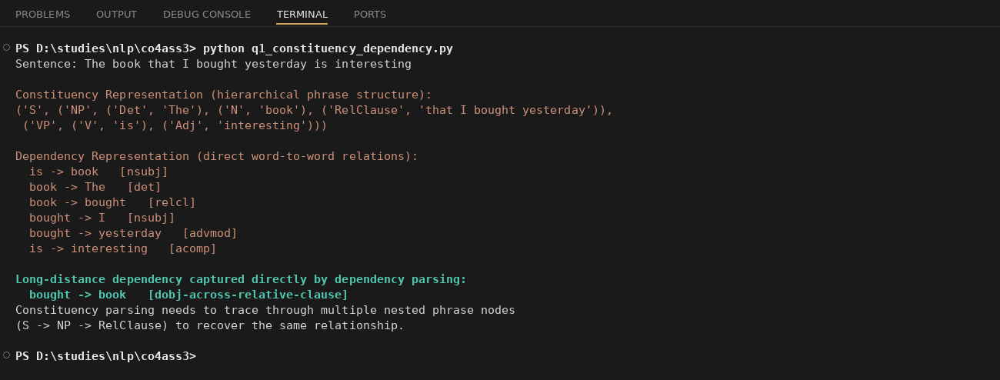 PROBLEMS OUTPUT DEBUG CONSOLE TERMINAL PORTS
PS D:\studies\nlp\co4ass3> python q1_constituency_dependency.py
Sentence: The book that I bought yesterday is interesting
Constituency Representation (hierarchical phrase structure):
('S', ('NP', ('Det', 'The'), ('N', 'book'), ('RelClause', 'that I bought yesterday')),
 ('VP', ('V', 'is'), ('Adj', 'interesting')))
Dependency Representation (direct word-to-word relations):
  is -> book   [nsubj]
  book -> The   [det]
  book -> bought   [relcl]
  bought -> I   [nsubj]
  bought -> yesterday   [advmod]
  is -> interesting   [acomp]
Long-distance dependency captured directly by dependency parsing:
  bought -> book   [dobj-across-relative-clause]
Constituency parsing needs to trace through multiple nested phrase nodes
(S -> NP -> RelClause) to recover the same relationship.
PS D:\studies\nlp\co4ass3>